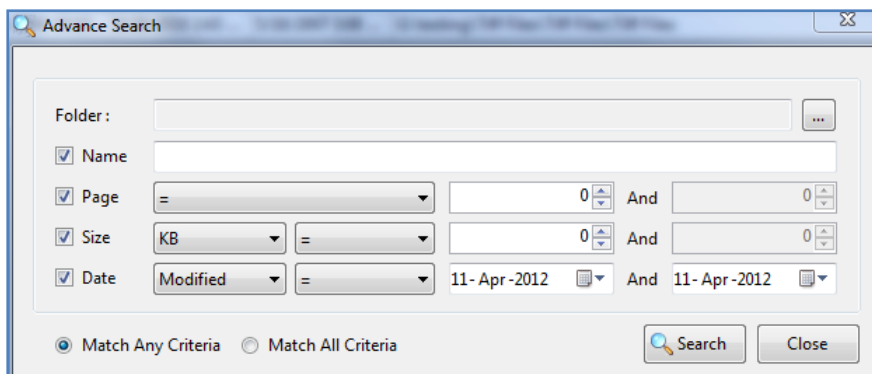 Advance Search
Folder : ...
Name
Page = 0 And 0
Size KB = 0 And 0
Date Modified = 11- Apr -2012 And 11- Apr -2012
Match Any Criteria Match All Criteria Search Close